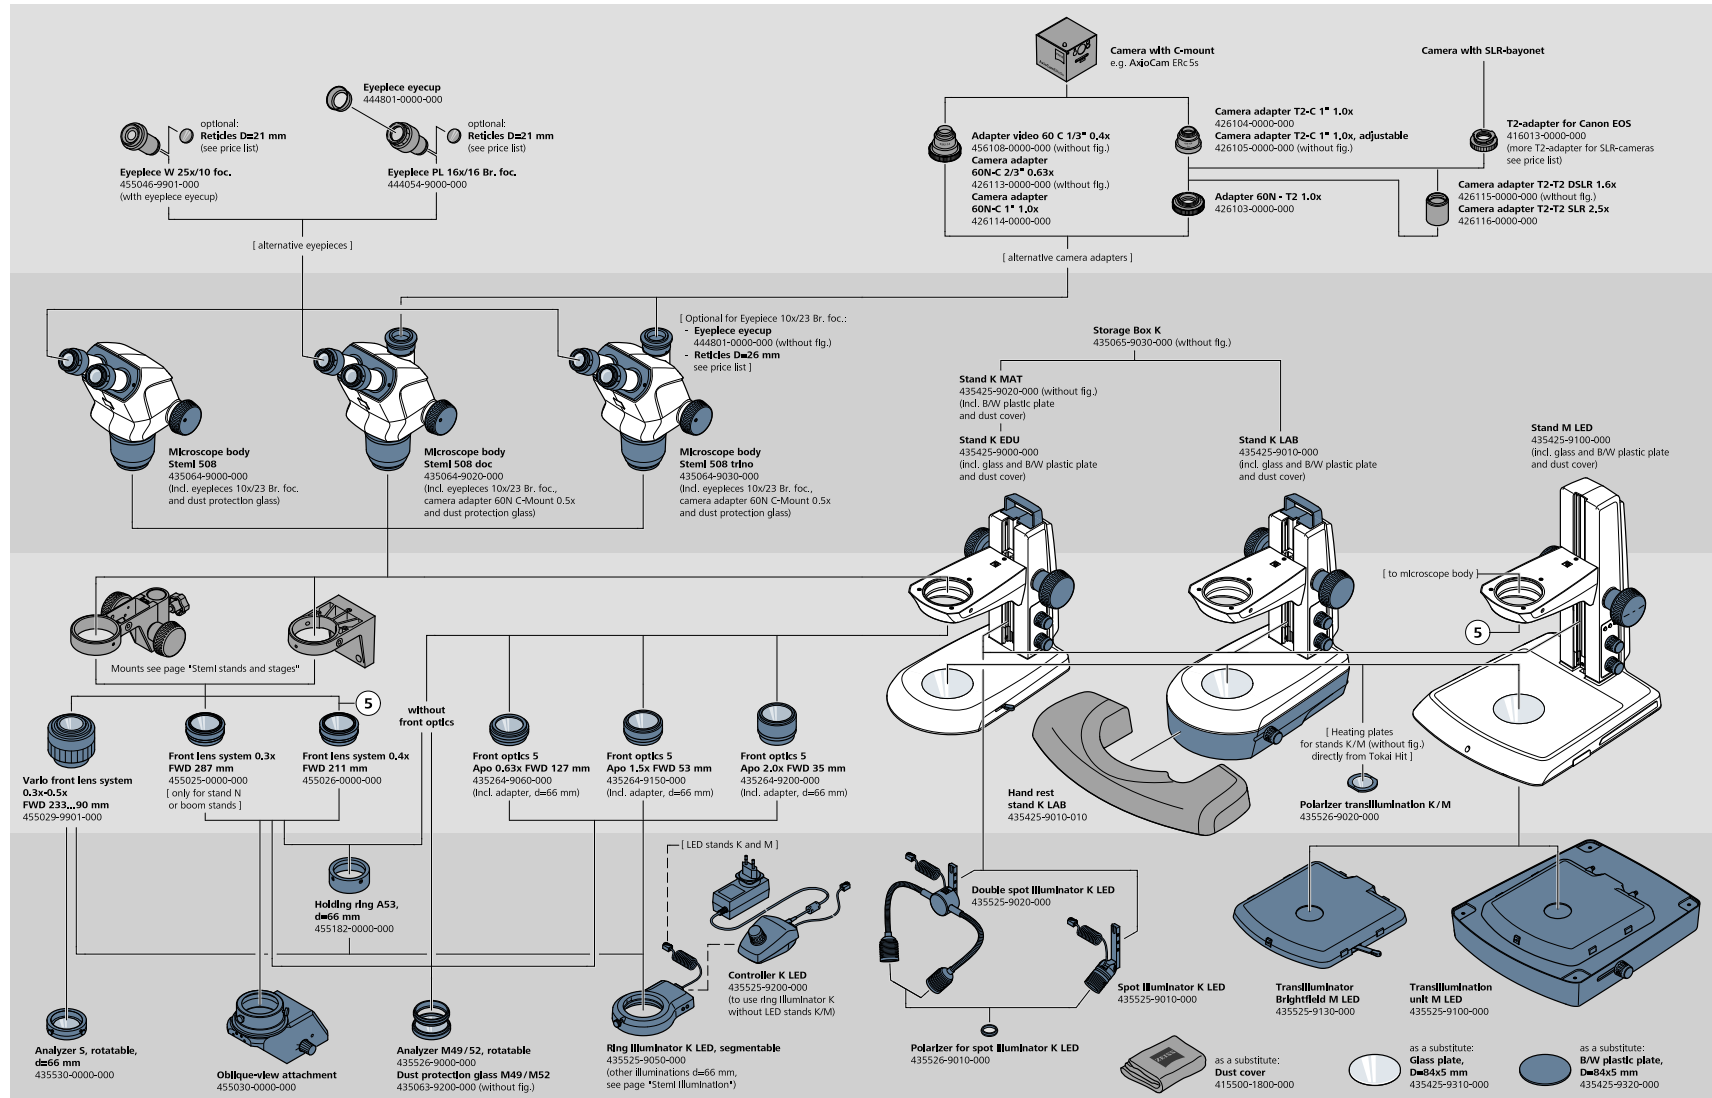 Camera with C-mount
e.g. AxioCam ERc 5s
Camera with SLR-bayonet
Eyepiece eyecup
444801-0000-000
optional:
Reticles D=21 mm
(see price list)
optional:
Reticles D=21 mm
(see price list)
Eyepiece W 25x/10 foc.
455046-9901-000
(with eyepiece eyecup)
Eyepiece PL 16x/16 Br. foc.
444054-9000-000
Adapter video 60 C 1/3" 0,4x
456108-0000-000 (without fig.)
Camera adapter
60N-C 2/3" 0.63x
426113-0000-000 (without fig.)
Camera adapter
60N-C 1" 1,0x
426114-0000-000
Camera adapter T2-C 1" 1.0x
426104-0000-000
Camera adapter T2-C 1" 1.0x, adjustable
426105-0000-000 (without fig.)
Adapter 60N - T2 1.0x
426103-0000-000
T2-adapter for Canon EOS
416013-0000-000
(more T2-adapter for SLR-cameras
see price list)
Camera adapter T2-T2 DSLR 1.6x
426115-0000-000 (without fig.)
Camera adapter T2-T2 SLR 2,5x
426116-0000-000
[ alternative eyepieces ]
[ alternative camera adapters ]
[ Optional for Eyepiece 10x/23 Br. foc.:
- Eyepiece eyecup
444801-0000-000 (without fig.)
- Reticles D=26 mm
see price list ]
Storage Box K
435065-9030-000 (without fig.)
Stand K MAT
435425-9020-000 (without fig.)
(Incl. B/W plastic plate
and dust cover)
Stand K EDU
435425-9000-000
(incl. glass and B/W plastic plate
and dust cover)
Stand K LAB
435425-9010-000
(incl. glass and B/W plastic plate
and dust cover)
Stand M LED
435425-9100-000
(incl. glass and B/W plastic plate
and dust cover)
Microscope body
Stemi 508
435064-9000-000
(Incl. eyepieces 10x/23 Br. foc.
and dust protection glass)
Microscope body
Stemi 508 doc
435064-9020-000
(Incl. eyepieces 10x/23 Br. foc.,
camera adapter 60N C-Mount 0.5x
and dust protection glass)
Microscope body
Stemi 508 trino
435064-9030-000
(Incl. eyepieces 10x/23 Br. foc.,
camera adapter 60N C-Mount 0.5x
and dust protection glass)
[ to microscope body ]
5
Mounts see page "Stemi stands and stages"
5
without
front optics
Vario front lens system
0.3x-0.5x
FWD 233...90 mm
455029-9901-000
Front lens system 0.3x
FWD 287 mm
455025-0000-000
[ only for stand N
or boom stands ]
Front lens system 0.4x
FWD 211 mm
455026-0000-000
Front optics 5
Apo 0.63x FWD 127 mm
435264-9060-000
(Incl. adapter, d=66 mm)
Front optics 5
Apo 1.5x FWD 53 mm
435264-9150-000
(Incl. adapter, d=66 mm)
Front optics 5
Apo 2.0x FWD 35 mm
435264-9200-000
(Incl. adapter, d=66 mm)
Hand rest
stand K LAB
435425-9010-010
[ Heating plates
for stands K/M (without fig.)
directly from Tokai Hit ]
Polarizer transillumination K/M
435526-9020-000
Holding ring A53,
d=66 mm
455182-0000-000
[ LED stands K and M ]
Controller K LED
435525-9200-000
(to use ring Illuminator K
without LED stands K/M)
Double spot Illuminator K LED
435525-9020-000
Spot Illuminator K LED
435525-9010-000
Polarizer for spot Illuminator K LED
435526-9010-000
Transilluminator
Brightfield M LED
435525-9130-000
Transillumination
unit M LED
435525-9100-000
Analyzer S, rotatable,
d=66 mm
435530-0000-000
Oblique-view attachment
455030-0000-000
Analyzer M49/52, rotatable
435526-9000-000
Dust protection glass M49/M52
435063-9200-000 (without fig.)
Ring Illuminator K LED, segmentable
435525-9050-000
(other illuminations d=66 mm,
see page "Stemi Illumination")
as a substitute:
Dust cover
415500-1800-000
as a substitute:
Glass plate,
D=84x5 mm
435425-9310-000
as a substitute:
B/W plastic plate,
D=84x5 mm
435425-9320-000